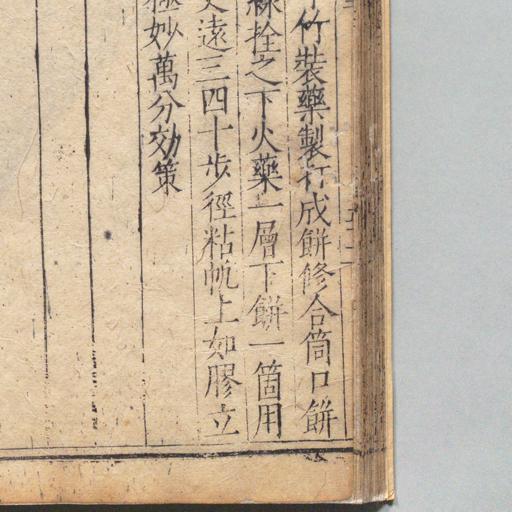 竹裝藥製打成餅修合筒口餅
線拴之下火藥一層下餅一箇用
遠三四十步徑粘帆上如膠立
極妙萬分効策